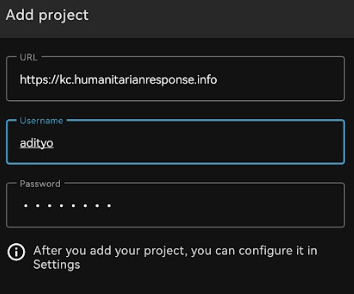 Add project
URL
https://kc.humanitarianresponse.info
Username
adityo
Password
• • • • • • • •
After you add your project, you can configure it in
Settings